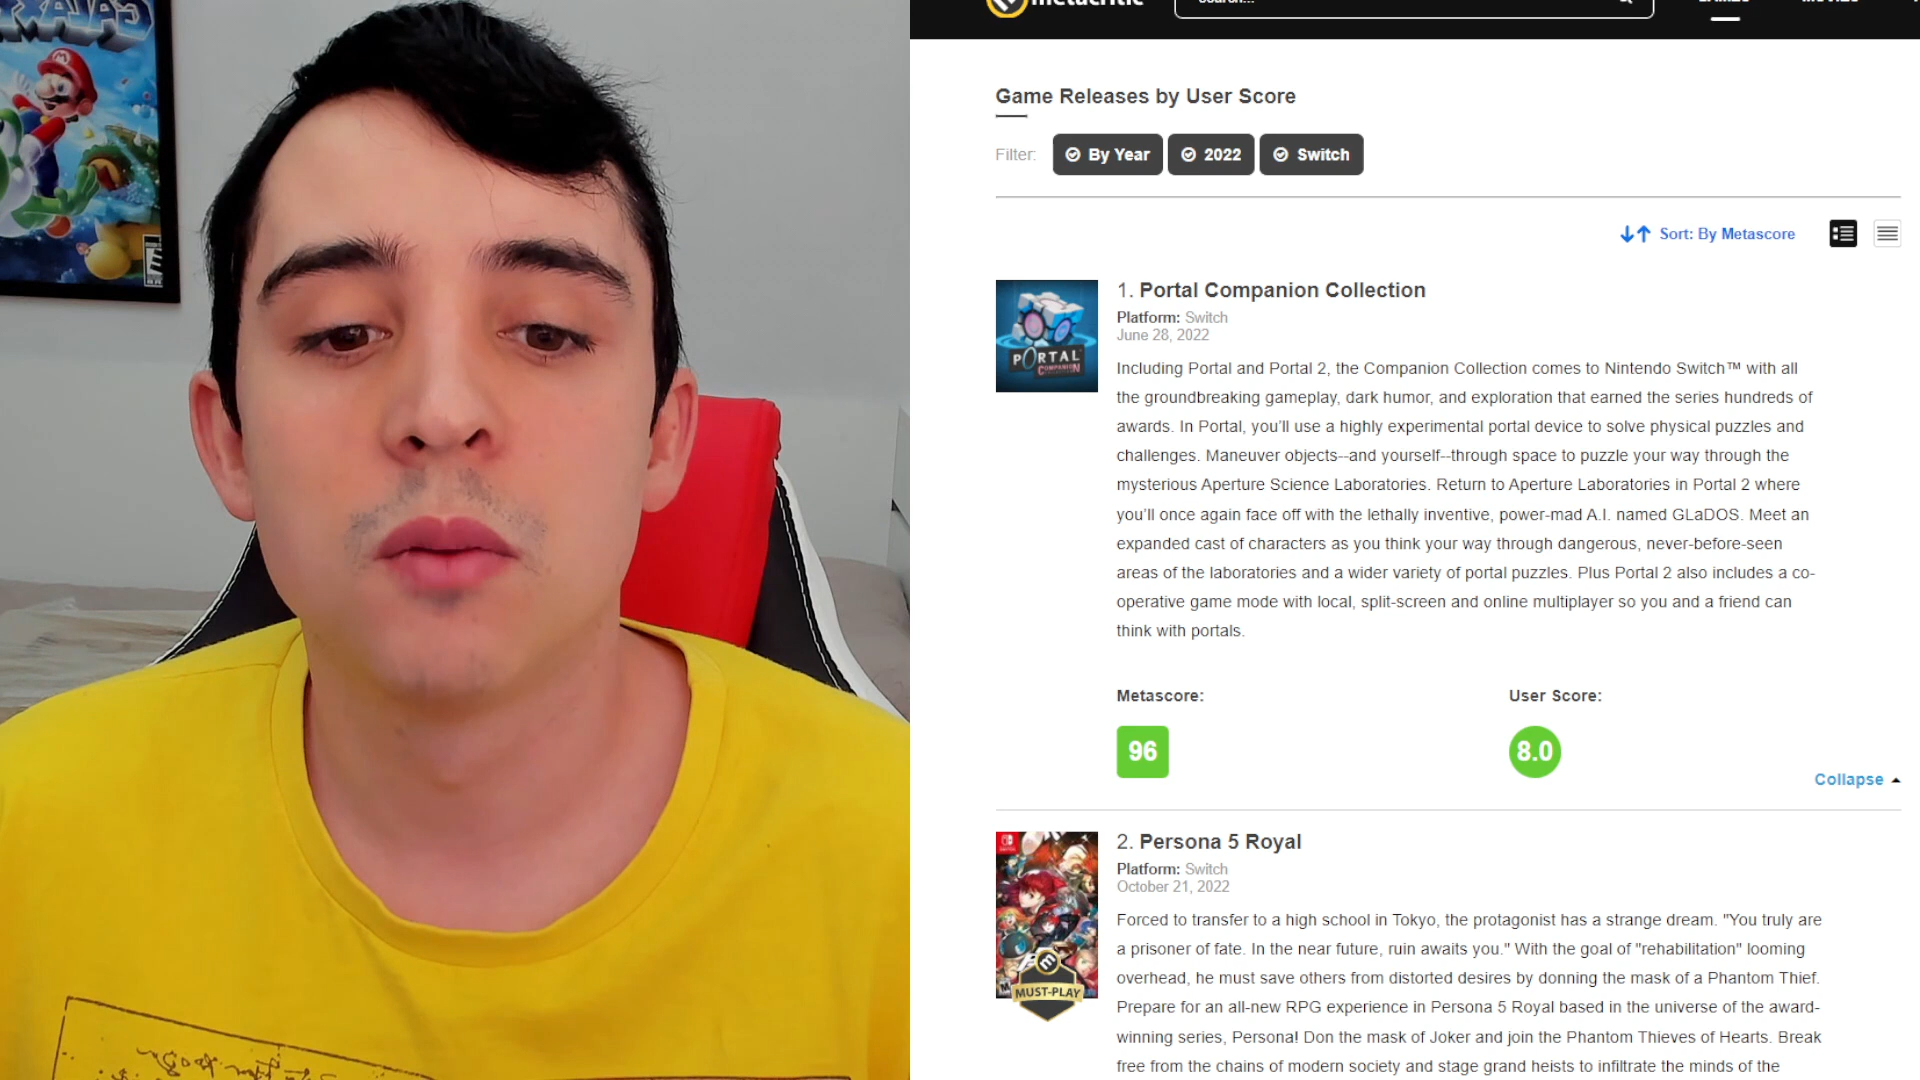 GALAXY
metacritic
Search...
GAMES
MOVIES
Game Releases by User Score
Filter:
By Year
2022
Switch
Sort: By Metascore
PORTAL
COMPANION
1. Portal Companion Collection
Platform: Switch
June 28, 2022
Including Portal and Portal 2, the Companion Collection comes to Nintendo Switch™ with all
the groundbreaking gameplay, dark humor, and exploration that earned the series hundreds of
awards. In Portal, you’ll use a highly experimental portal device to solve physical puzzles and
challenges. Maneuver objects--and yourself--through space to puzzle your way through the
mysterious Aperture Science Laboratories. Return to Aperture Laboratories in Portal 2 where
you’ll once again face off with the lethally inventive, power-mad A.I. named GLaDOS. Meet an
expanded cast of characters as you think your way through dangerous, never-before-seen
areas of the laboratories and a wider variety of portal puzzles. Plus Portal 2 also includes a co-
operative game mode with local, split-screen and online multiplayer so you and a friend can
think with portals.
Metascore:
User Score:
96
8.0
Collapse
MUST-PLAY
2. Persona 5 Royal
Platform: Switch
October 21, 2022
Forced to transfer to a high school in Tokyo, the protagonist has a strange dream. "You truly are
a prisoner of fate. In the near future, ruin awaits you." With the goal of "rehabilitation" looming
overhead, he must save others from distorted desires by donning the mask of a Phantom Thief.
Prepare for an all-new RPG experience in Persona 5 Royal based in the universe of the award-
winning series, Persona! Don the mask of Joker and join the Phantom Thieves of Hearts. Break
free from the chains of modern society and stage grand heists to infiltrate the minds of the